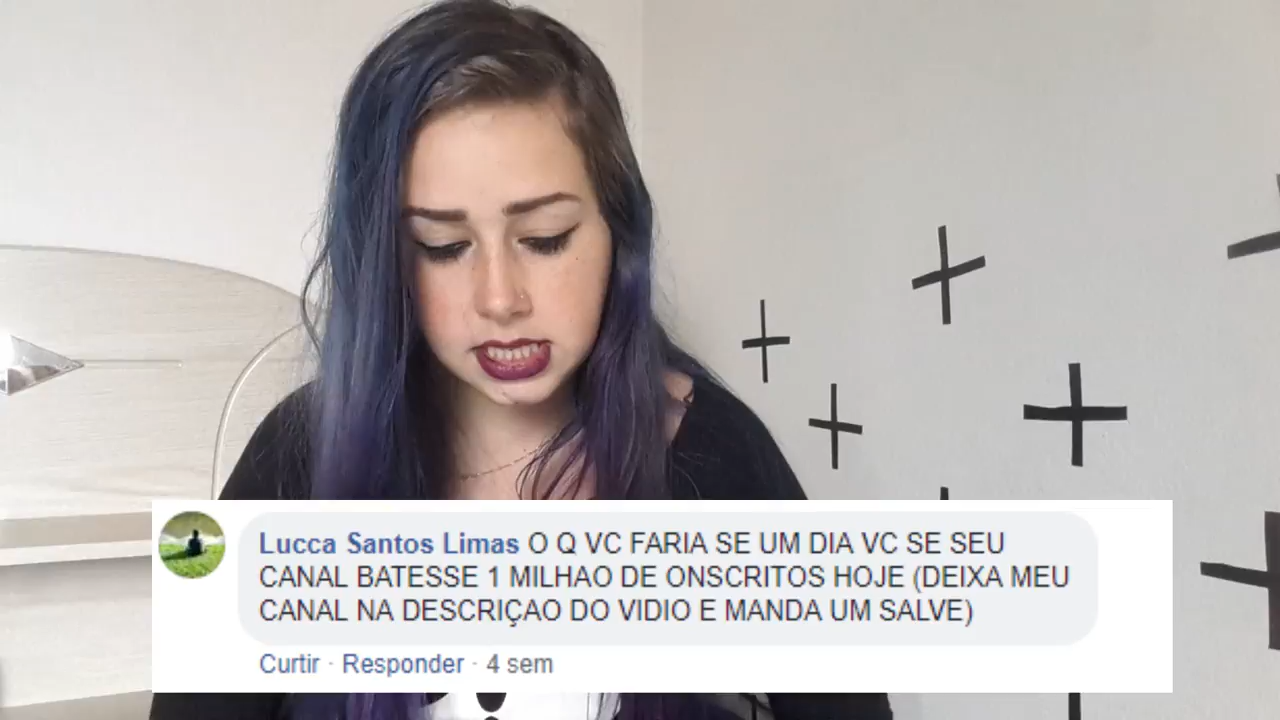 Lucca Santos Limas O Q VC FARIA SE UM DIA VC SE SEU
CANAL BATESSE 1 MILHAO DE ONSCRITOS HOJE (DEIXA MEU
CANAL NA DESCRIÇAO DO VIDIO E MANDA UM SALVE)
Curtir · Responder · 4 sem